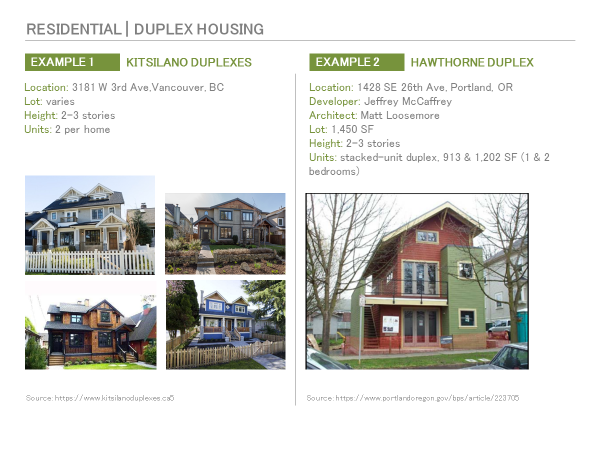 RESIDENTIAL | DUPLEX HOUSING
EXAMPLE 1 KITSILANO DUPLEXES
Location: 3181 W 3rd Ave,Vancouver, BC
Lot: varies
Height: 2-3 stories
Units: 2 per home
Source: https://www.kitsilanoduplexes.ca5
EXAMPLE 2 HAWTHORNE DUPLEX
Location: 1428 SE 26th Ave, Portland, OR
Developer: Jeffrey McCaffrey
Architect: Matt Loosemore
Lot: 1,450 SF
Height: 2-3 stories
Units: stacked-unit duplex, 913 & 1,202 SF (1 & 2
bedrooms)
Source: https://www.portlandoregon.gov/bps/article/223705